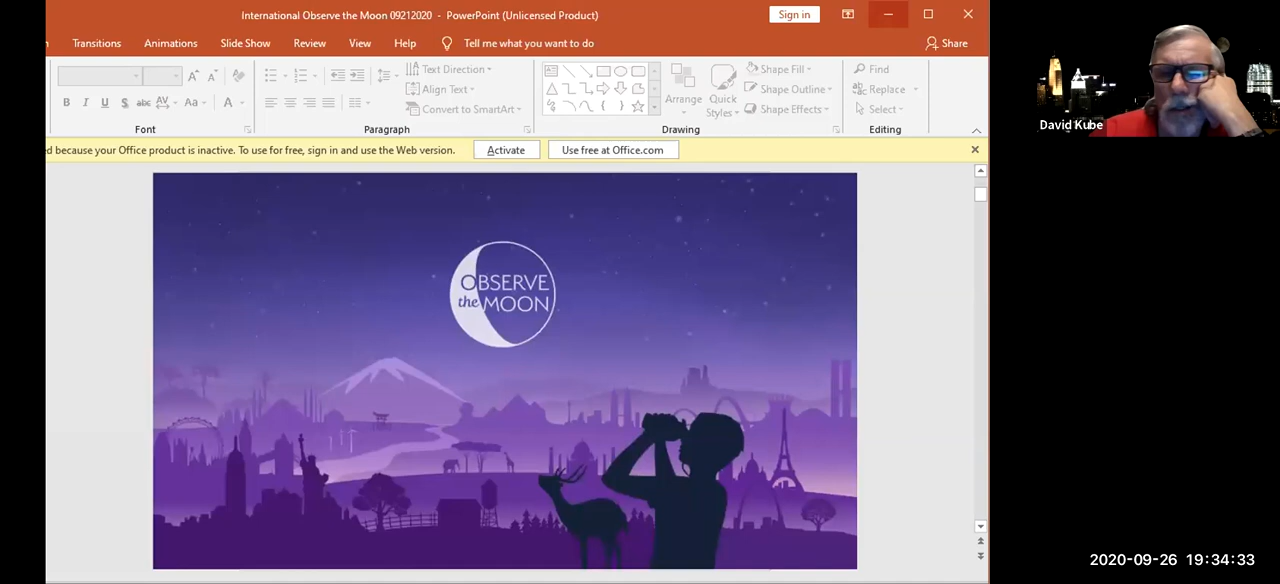 International Observe the Moon 09212020 - PowerPoint (Unlicensed Product)
Sign in
Transitions Animations Slide Show Review View Help Tell me what you want to do
Share
Text Direction
Align Text
Convert to SmartArt
B I U S abc AV Aa A
Arrange
Quick Styles
Shape Fill
Shape Outline
Shape Effects
Find
Replace
Select
Font
Paragraph
Drawing
Editing
ed because your Office product is inactive. To use for free, sign in and use the Web version.
Activate
Use free at Office.com
OBSERVE
the MOON
David Kube
2020-09-26 19:34:33